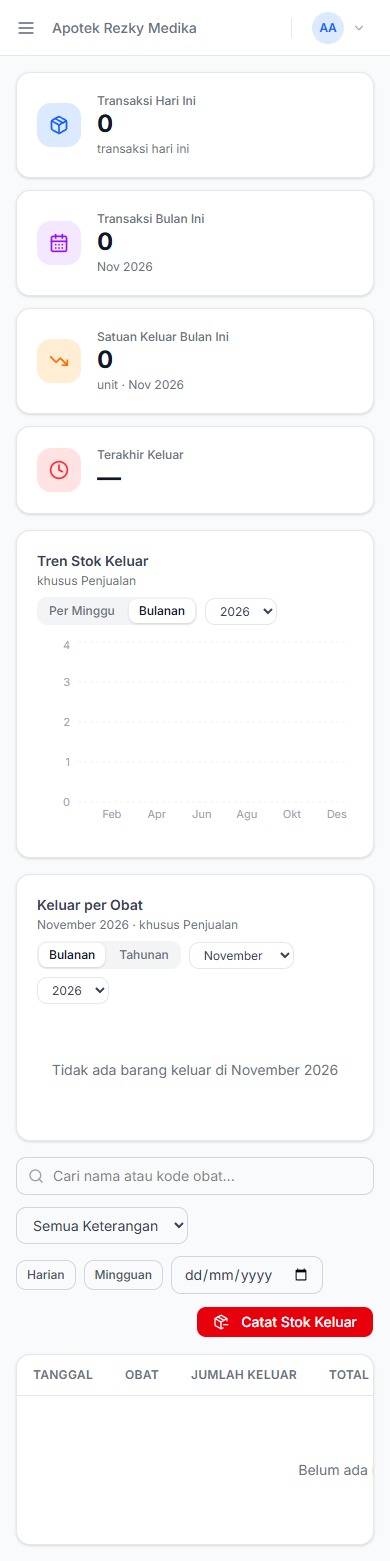 Apotek Rezky Medika
AA
Transaksi Hari Ini
0
transaksi hari ini
Transaksi Bulan Ini
0
Nov 2026
Satuan Keluar Bulan Ini
0
unit · Nov 2026
Terakhir Keluar
—
Tren Stok Keluar
khusus Penjualan
Per Minggu Bulanan 2026
4
3
2
1
0
Feb Apr Jun Agu Okt Des
Keluar per Obat
November 2026 · khusus Penjualan
Bulanan Tahunan November
2026
Tidak ada barang keluar di November 2026
Cari nama atau kode obat...
Semua Keterangan
Harian Mingguan dd/mm/yyyy
Catat Stok Keluar
TANGGAL OBAT JUMLAH KELUAR TOTAL
Belum ada